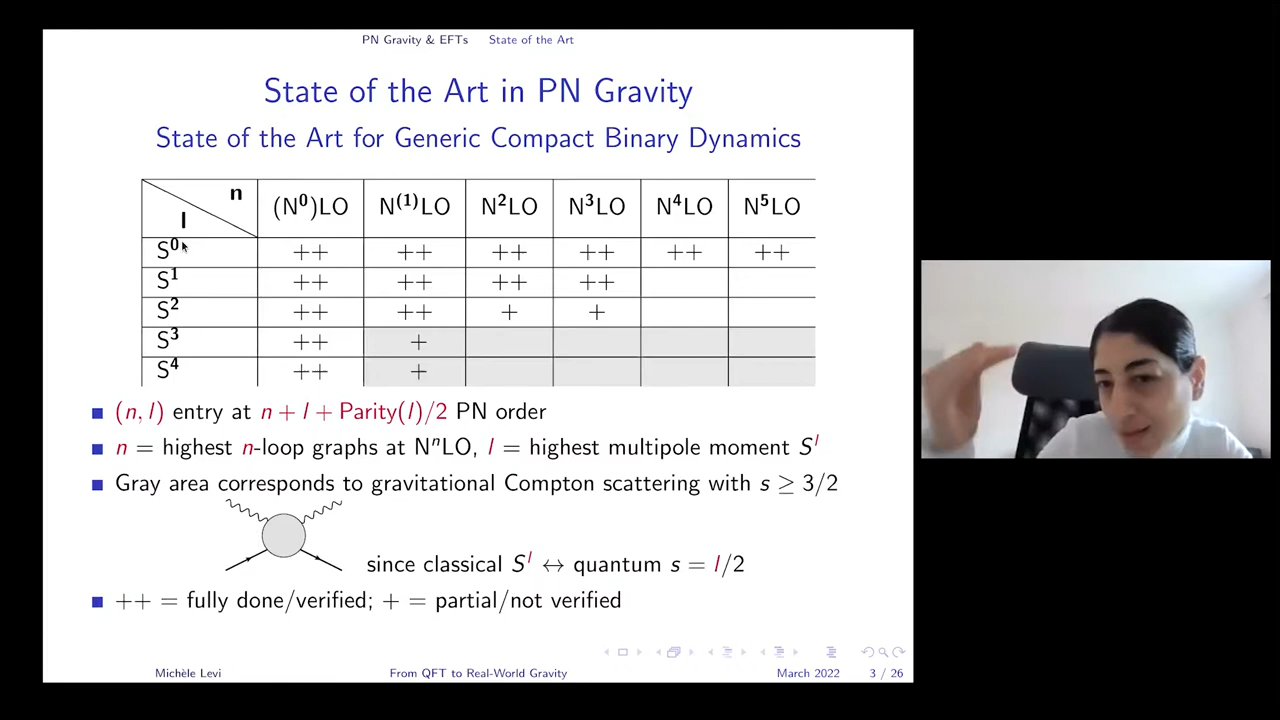 PN Gravity & EFTs State of the Art
State of the Art in PN Gravity
State of the Art for Generic Compact Binary Dynamics
n
l
(N⁰)LO N⁽¹⁾LO N²LO N³LO N⁴LO N⁵LO
S⁰ ++ ++ ++ ++ ++ ++
S¹ ++ ++ ++ ++
S² ++ ++ + +
S³ ++ +
S⁴ ++ +
(n, l) entry at n + l + Parity(l)/2 PN order
n = highest n-loop graphs at NⁿLO, l = highest multipole moment Sˡ
Gray area corresponds to gravitational Compton scattering with s ≥ 3/2
since classical Sˡ ↔ quantum s = l/2
++ = fully done/verified; + = partial/not verified
Michèle Levi From QFT to Real-World Gravity March 2022 3 / 26